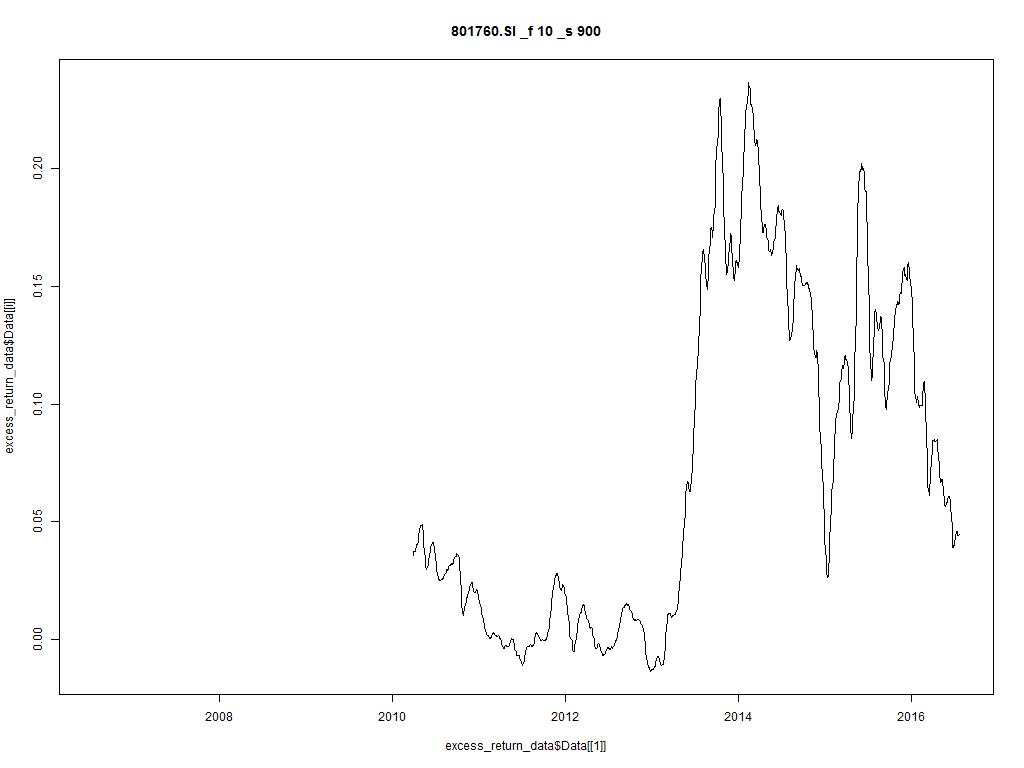 801760.SI _f 10 _s 900
excess_return_data$Data[[i]]
0.20
0.15
0.10
0.05
0.00
2008 2010 2012 2014 2016
excess_return_data$Data[[1]]